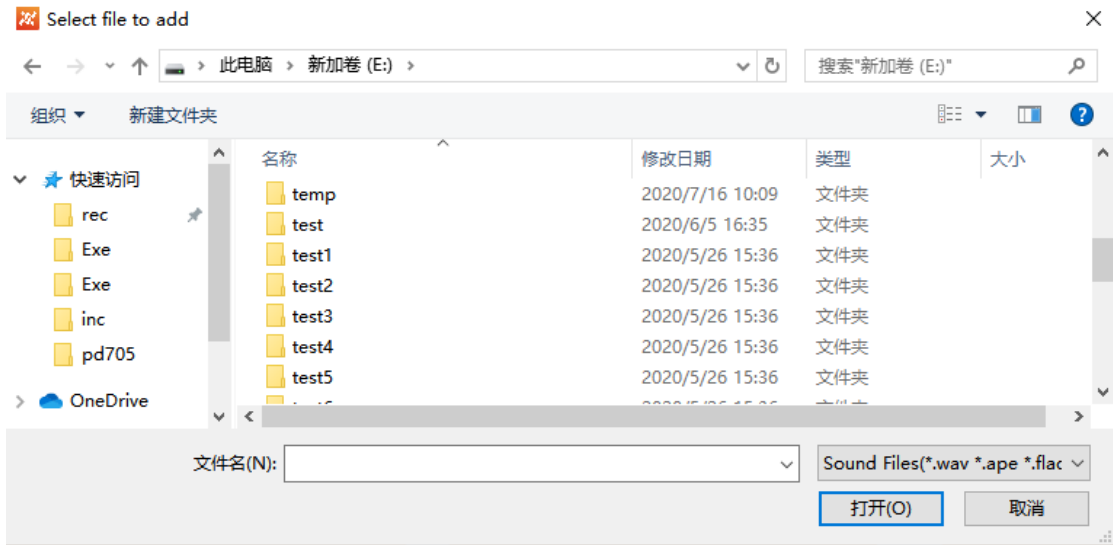 Select file to add
此电脑 › 新加卷 (E:) ›
搜索"新加卷 (E:)"
组织 新建文件夹
名称 修改日期 类型 大小
快速访问
rec
Exe
Exe
inc
pd705
OneDrive
temp 2020/7/16 10:09 文件夹
test 2020/6/5 16:35 文件夹
test1 2020/5/26 15:36 文件夹
test2 2020/5/26 15:36 文件夹
test3 2020/5/26 15:36 文件夹
test4 2020/5/26 15:36 文件夹
test5 2020/5/26 15:36 文件夹
文件名(N):
Sound Files(*.wav *.ape *.flac
打开(O) 取消